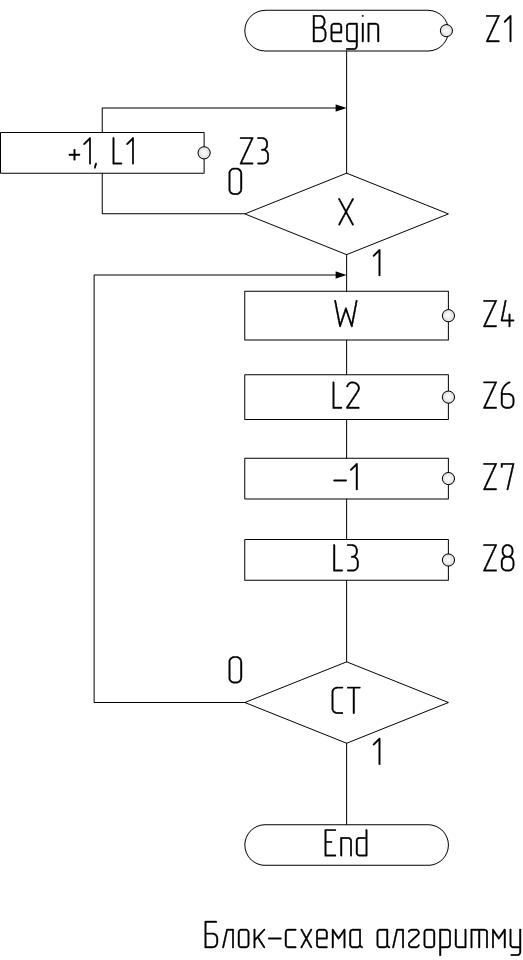 Begin
Z1
+1, L1
Z3
0
X
1
W
Z4
L2
Z6
-1
Z7
L3
Z8
0
CT
1
End
Блок-схема алгоритму